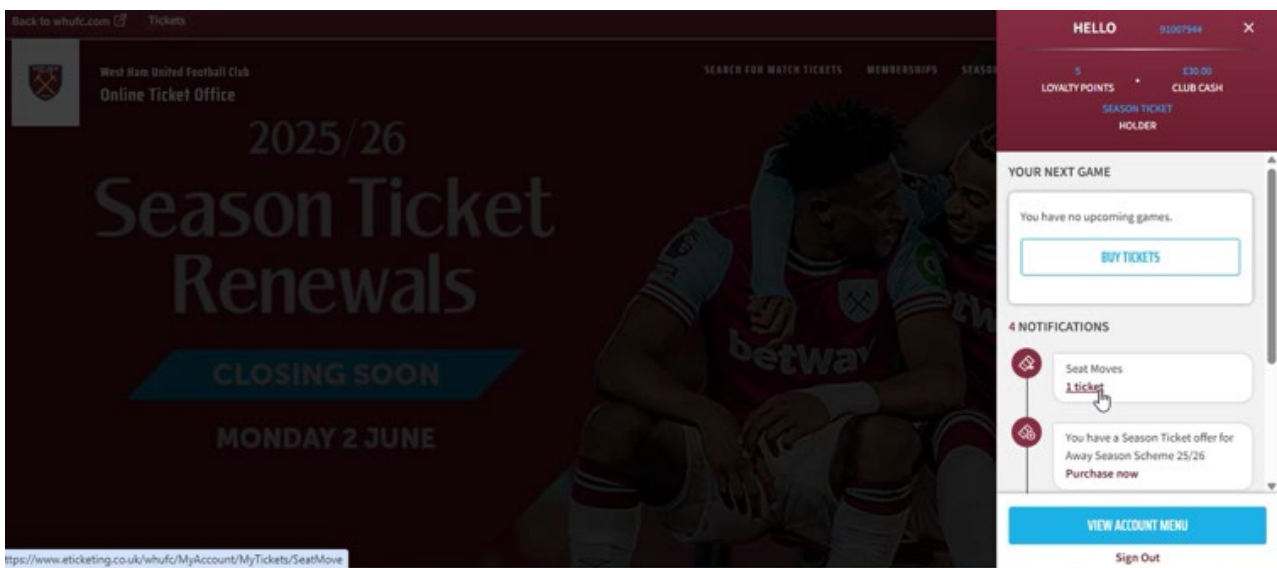 Back to whufc.com
Tickets
West Ham United Football Club
Online Ticket Office
SEARCH FOR MATCH TICKETS
MEMBERSHIPS
SEASON
2025/26
Season Ticket
Renewals
CLOSING SOON
MONDAY 2 JUNE
betway
HELLO 91007944
5
LOYALTY POINTS
£30.00
CLUB CASH
SEASON TICKET
HOLDER
YOUR NEXT GAME
You have no upcoming games.
BUY TICKETS
4 NOTIFICATIONS
Seat Moves
1 ticket
You have a Season Ticket offer for
Away Season Scheme 25/26
Purchase now
VIEW ACCOUNT MENU
Sign Out
ttps://www.eticketing.co.uk/whufc/MyAccount/MyTickets/SeatMove